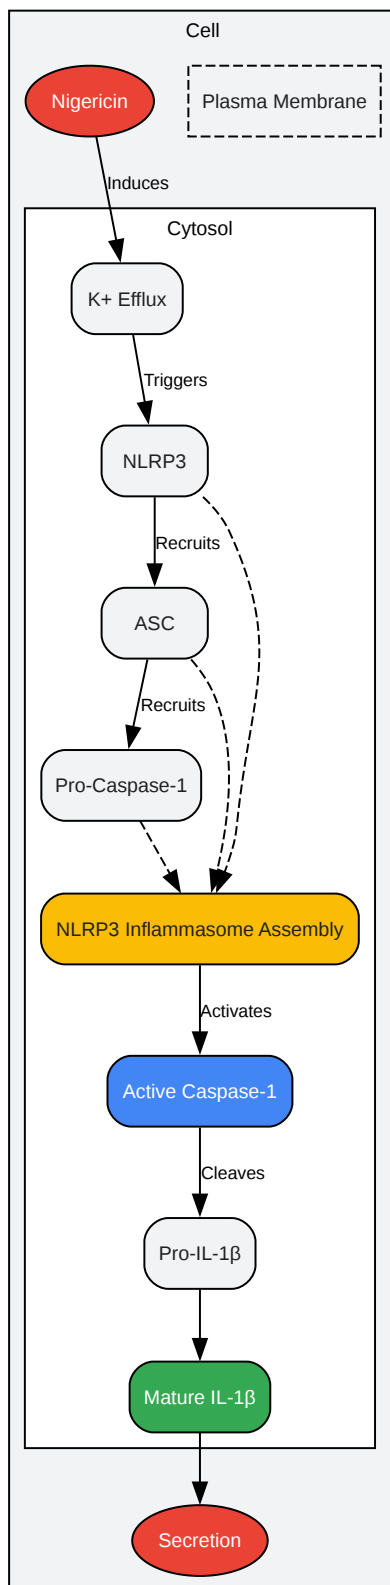 Cell
Nigericin
Plasma Membrane
Induces
Cytosol
K+ Efflux
Triggers
NLRP3
Recruits
ASC
Recruits
Pro-Caspase-1
NLRP3 Inflammasome Assembly
Activates
Active Caspase-1
Cleaves
Pro-IL-1β
Mature IL-1β
Secretion